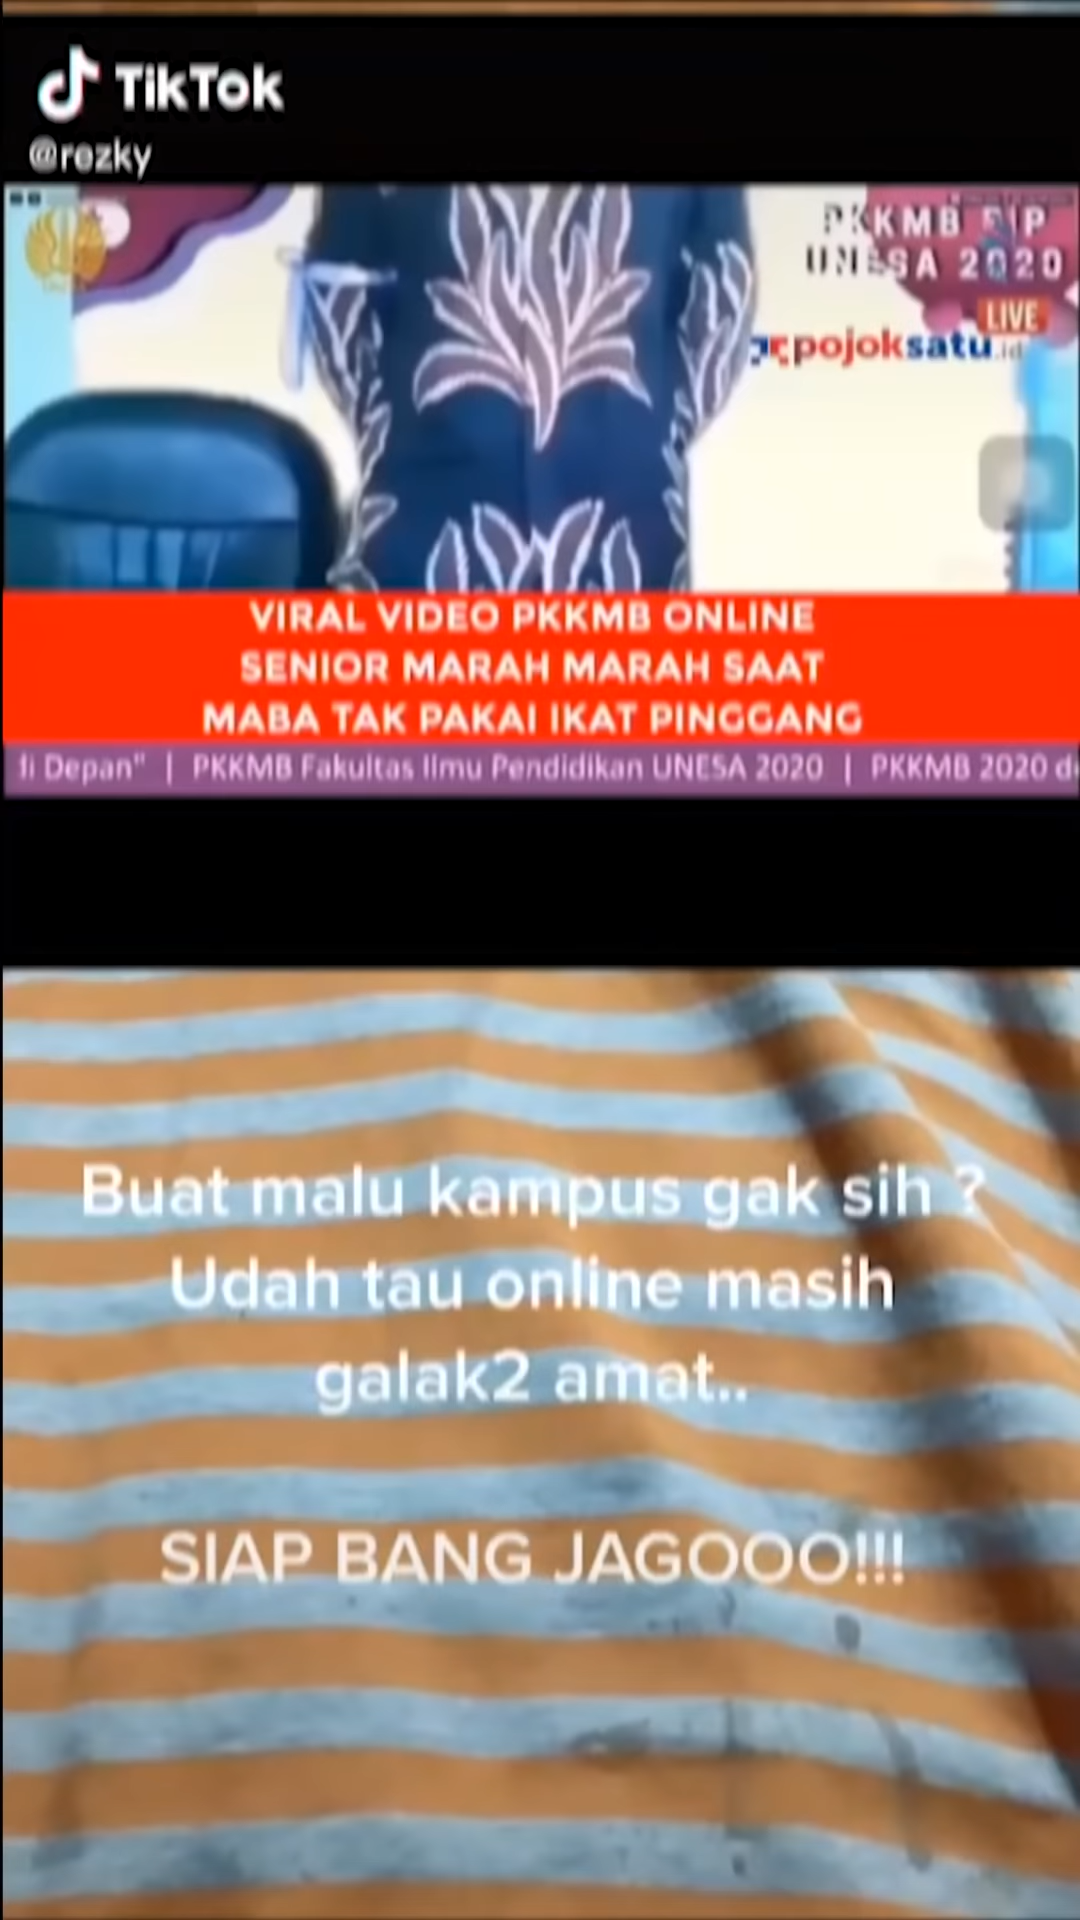 TikTok
@rezky
PKKMB FIP
UNESA 2020
LIVE
pojoksatu.id
VIRAL VIDEO PKKMB ONLINE
SENIOR MARAH MARAH SAAT
MABA TAK PAKAI IKAT PINGGANG
Depan" | PKKMB Fakultas Ilmu Pendidikan UNESA 2020 | PKKMB 2020
Buat malu kampus gak sih ?
Udah tau online masih
galak2 amat..
SIAP BANG JAGOOO!!!